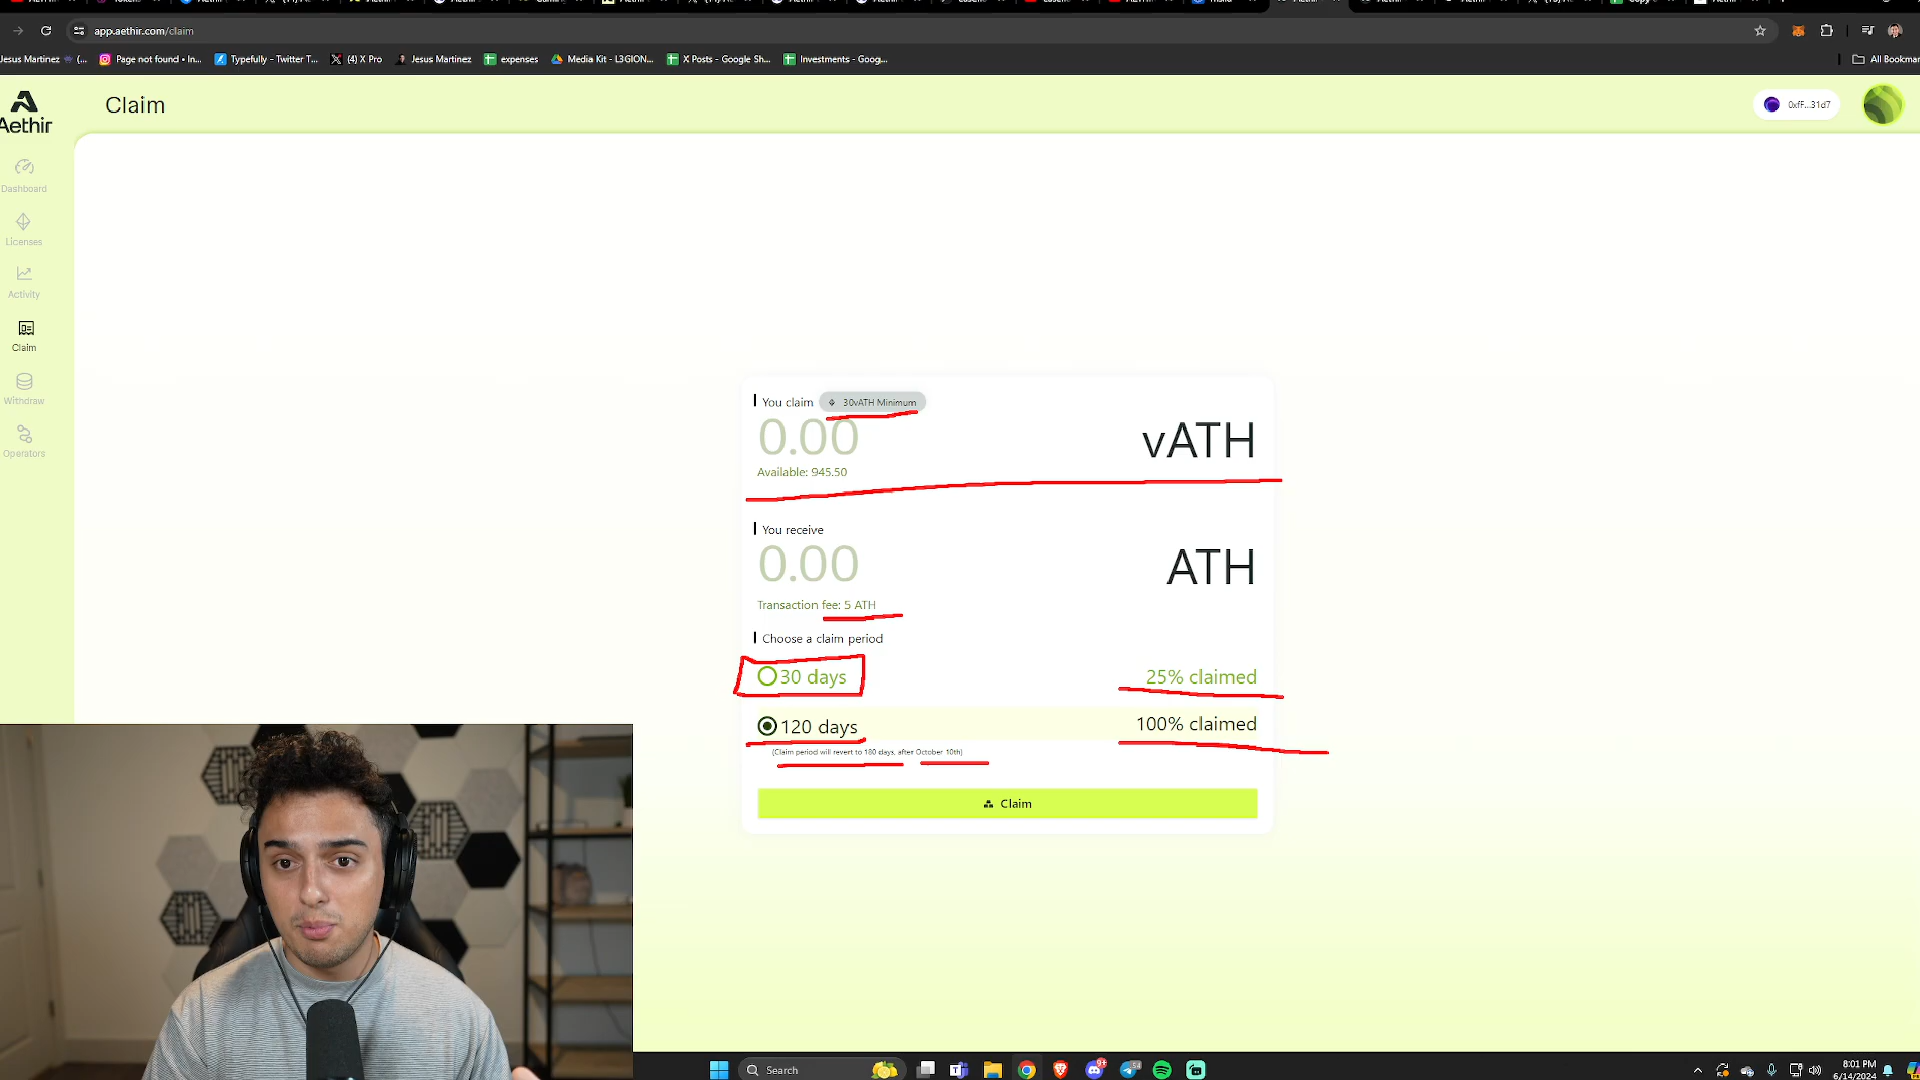 app.aethir.com/claim
Jesus Martinez
Page not found • In...
Typefully - Twitter T...
(4) X Pro
Jesus Martinez
expenses
Media Kit - L3GION...
X Posts - Google Sh...
Investments - Goog...
All Bookmar
Aethir
Claim
0xfF...31d7
Dashboard
Licenses
Activity
Claim
Withdraw
Operators
You claim
30vATH Minimum
0.00
vATH
Available: 945.50
You receive
0.00
ATH
Transaction fee: 5 ATH
Choose a claim period
30 days
25% claimed
120 days
100% claimed
(Claim period will revert to 180 days, after October 10th)
Claim
Search
8:01 PM
6/14/2024